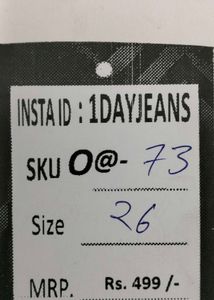 INSTA ID : 1DAYJEANS
SKU O@- 73
Size 26
MRP. Rs. 499 /-